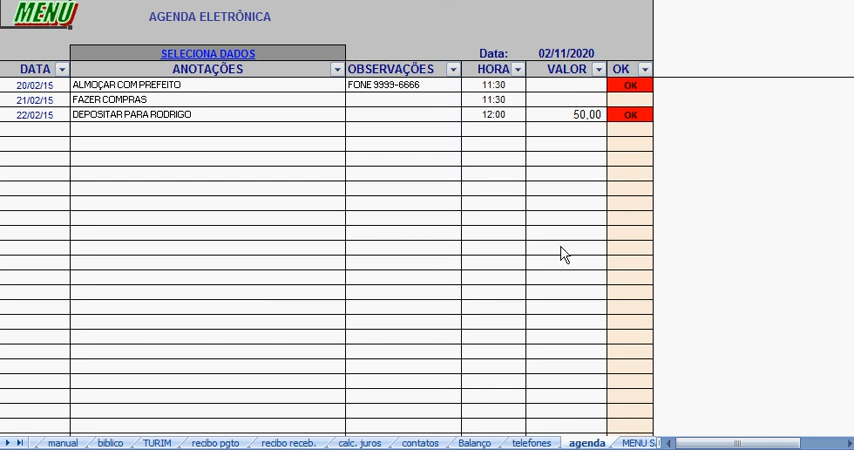 MENU
AGENDA ELETRÔNICA
SELECIONA DADOS Data: 02/11/2020
DATA ANOTAÇÕES OBSERVAÇÕES HORA VALOR OK
20/02/15 ALMOÇAR COM PREFEITO FONE 9999-6666 11:30 OK
21/02/15 FAZER COMPRAS 11:30
22/02/15 DEPOSITAR PARA RODRIGO 12:00 50,00 OK
manual biblico TURIM recibo pgto recibo receb. calc. juros contatos Balanço telefones agenda MENU S